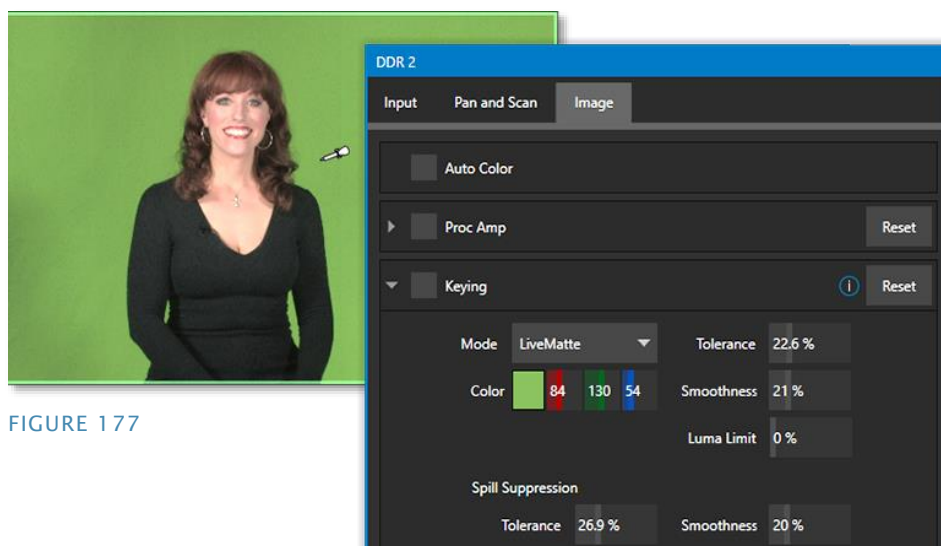 DDR 2
Input Pan and Scan Image
Auto Color
Proc Amp Reset
Keying i Reset
Mode LiveMatte Tolerance 22.6 %
Color 84 130 54 Smoothness 21 %
Luma Limit 0 %
Spill Suppression
Tolerance 26.9 % Smoothness 20 %
FIGURE 177